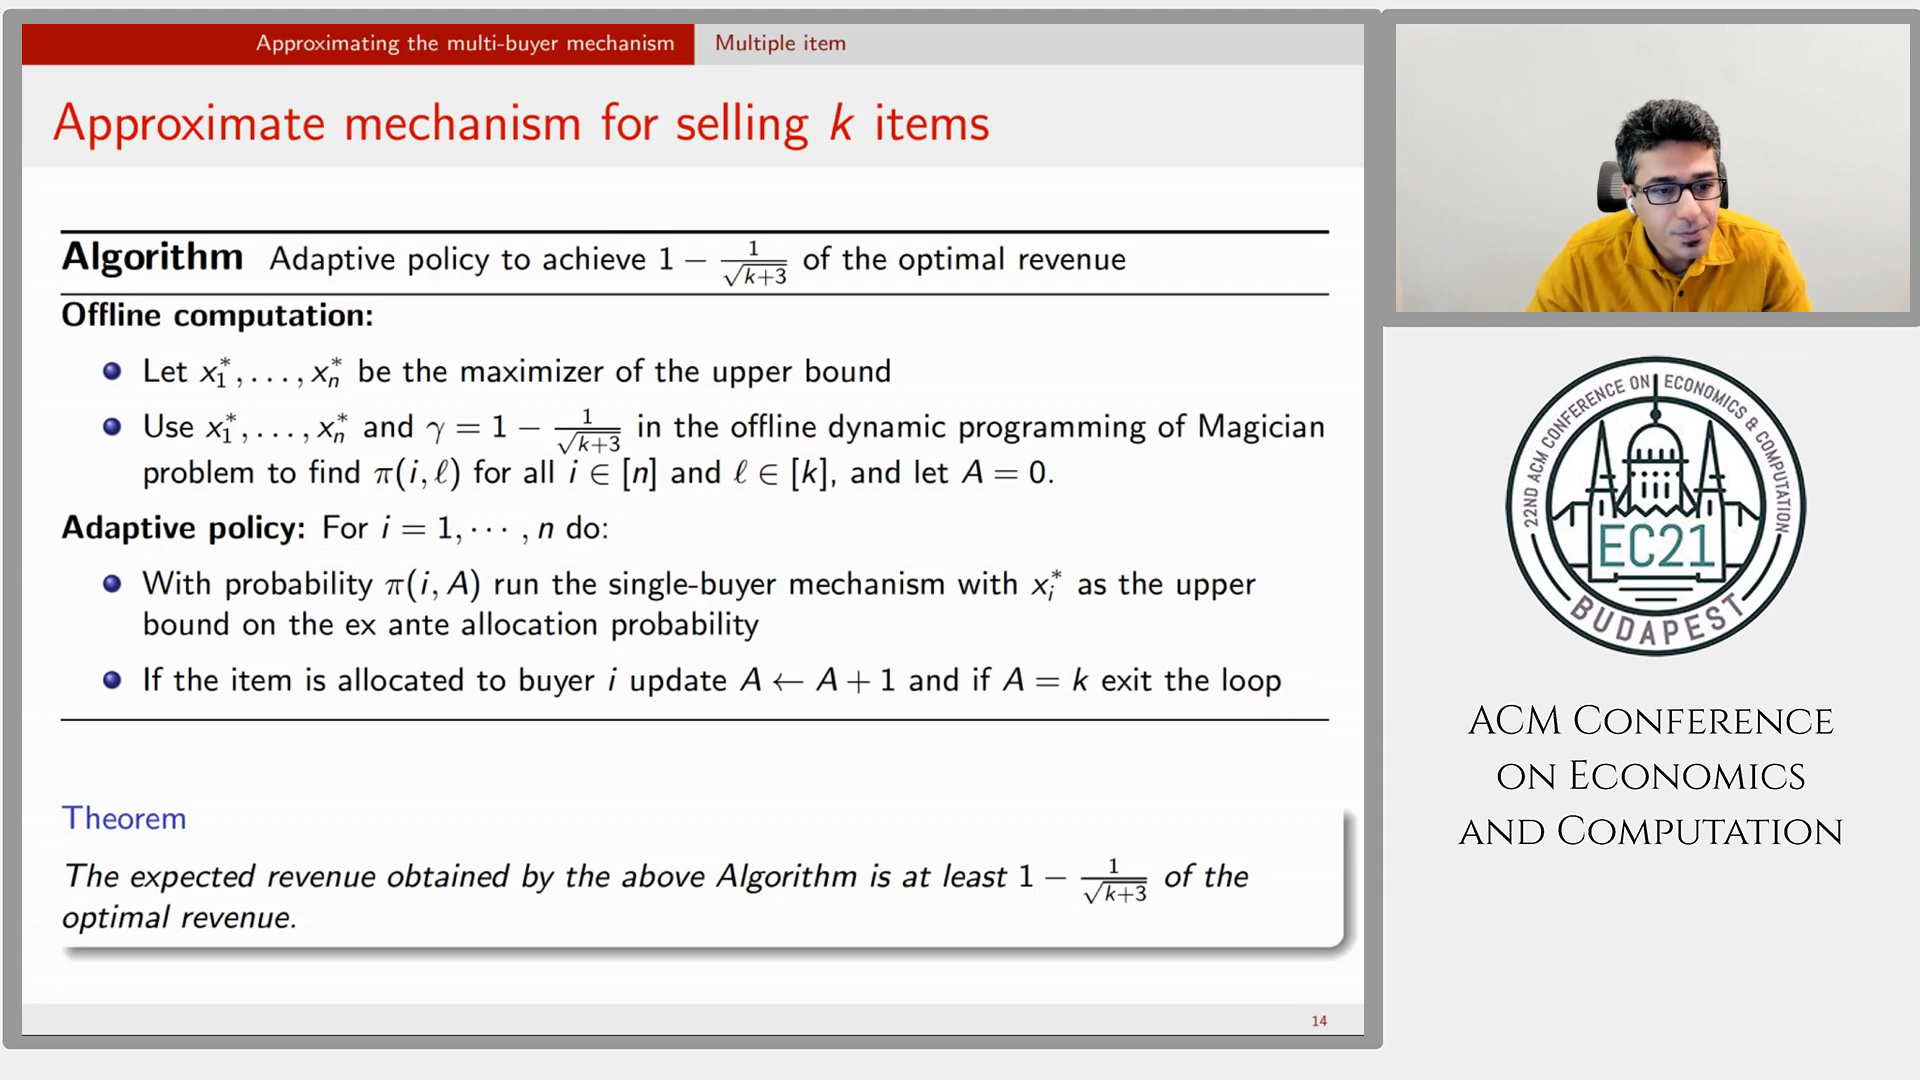 Approximating the multi-buyer mechanism Multiple item
Approximate mechanism for selling k items
Algorithm Adaptive policy to achieve 1 − 1/√(k+3) of the optimal revenue
Offline computation:
Let x₁*, . . . , xₙ* be the maximizer of the upper bound
Use x₁*, . . . , xₙ* and γ = 1 − 1/√(k+3) in the offline dynamic programming of Magician
problem to find π(i, ℓ) for all i ∈ [n] and ℓ ∈ [k], and let A = 0.
Adaptive policy: For i = 1, · · · , n do:
With probability π(i, A) run the single-buyer mechanism with xᵢ* as the upper
bound on the ex ante allocation probability
If the item is allocated to buyer i update A ← A + 1 and if A = k exit the loop
Theorem
The expected revenue obtained by the above Algorithm is at least 1 − 1/√(k+3) of the
optimal revenue.
14
22ND ACM CONFERENCE ON ECONOMICS & COMPUTATION
EC21
BUDAPEST
ACM Conference
on Economics
and Computation